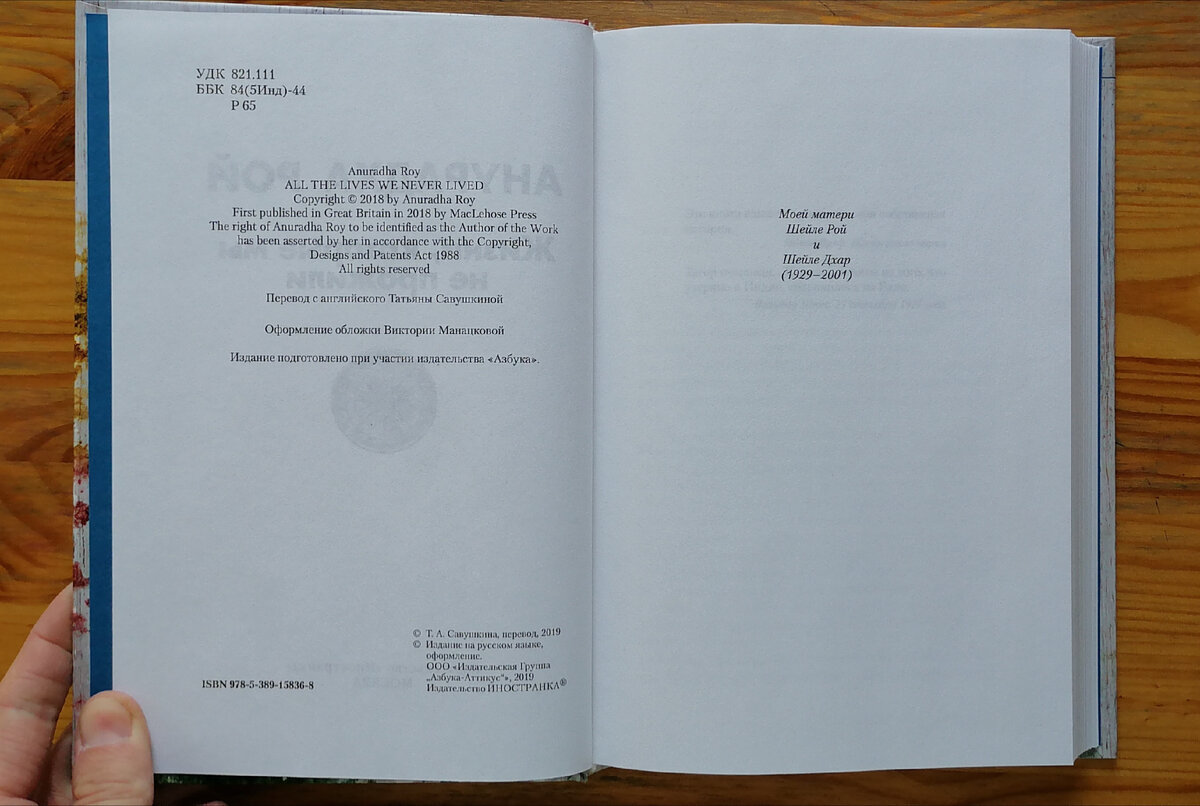 УДК 821.111
ББК 84(5Инд)-44
Р 65
Anuradha Roy
ALL THE LIVES WE NEVER LIVED
Copyright © 2018 by Anuradha Roy
First published in Great Britain in 2018 by MacLehose Press
The right of Anuradha Roy to be identified as the Author of the Work
has been asserted by her in accordance with the Copyright,
Designs and Patents Act 1988
All rights reserved
Перевод с английского Татьяны Савушкиной
Оформление обложки Виктории Манацковой
Издание подготовлено при участии издательства «Азбука».
© Т. А. Савушкина, перевод, 2019
© Издание на русском языке,
оформление.
ООО «Издательская Группа
„Азбука-Аттикус“», 2019
Издательство ИНОСТРАНКА®
ISBN 978-5-389-15836-8
Моей матери
Шейле Рой
и
Шейле Дхар
(1929–2001)